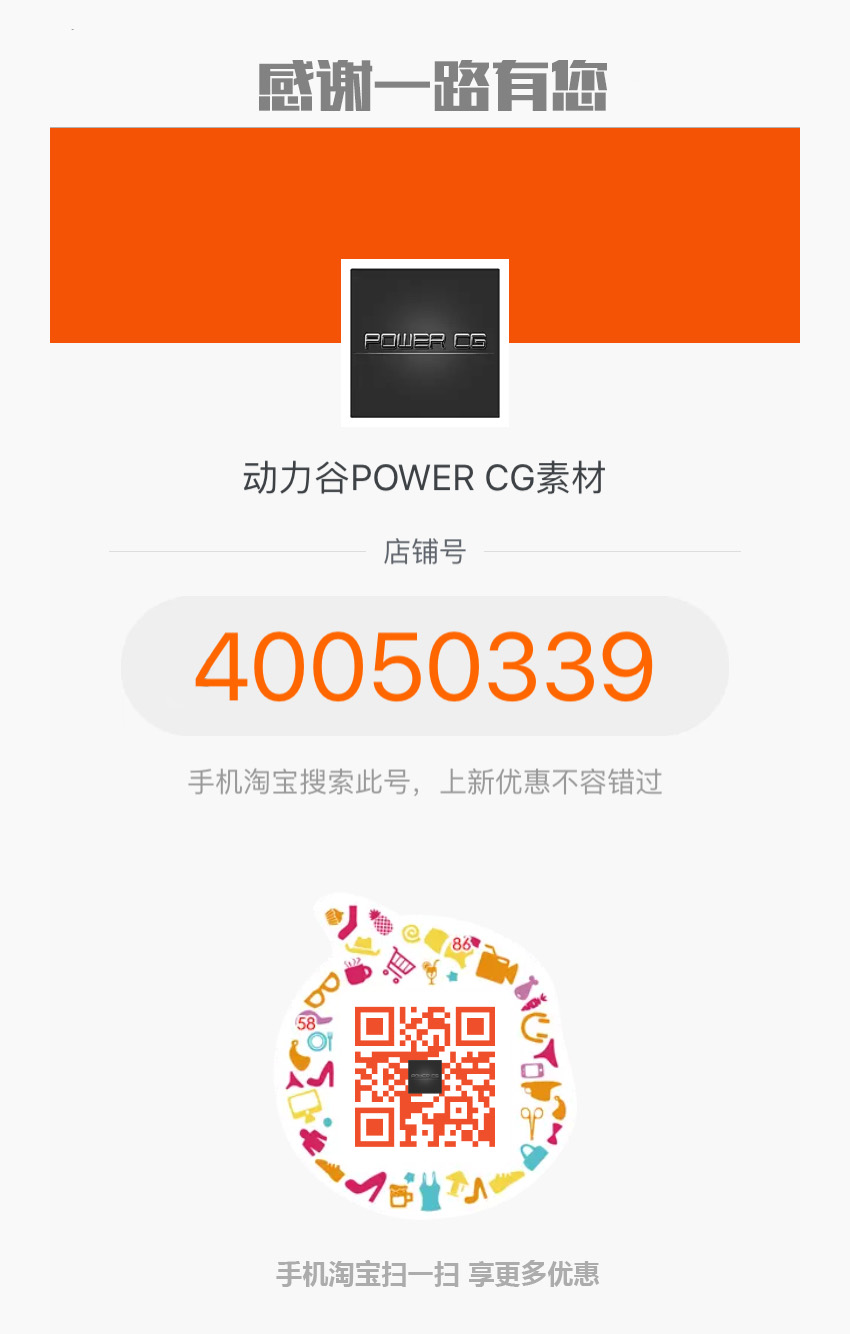 感谢一路有您
POWER CG
动力谷POWER CG素材
店铺号
40050339
手机淘宝搜索此号，上新优惠不容错过
86
58
手机淘宝扫一扫 享更多优惠